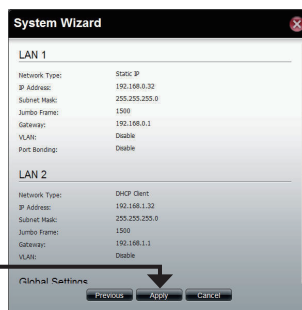 System Wizard
LAN 1
Network Type: Static IP
IP Address: 192.168.0.32
Subnet Mask: 255.255.255.0
Jumbo Frame: 1500
Gateway: 192.168.0.1
VLAN: Disable
Port Bonding: Disable
LAN 2
Network Type: DHCP Client
IP Address: 192.168.1.32
Subnet Mask: 255.255.255.0
Jumbo Frame: 1500
Gateway: 192.168.1.1
VLAN: Disable
Global Settings
Previous Apply Cancel